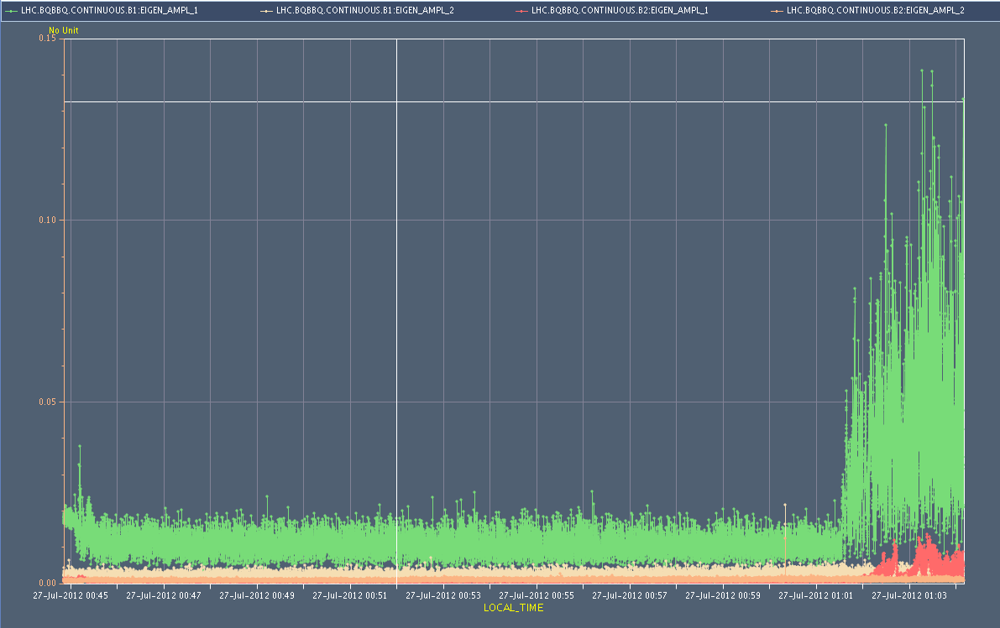 LHC.BQBBQ.CONTINUOUS.B1:EIGEN_AMPL_1 LHC.BQBBQ.CONTINUOUS.B1:EIGEN_AMPL_2 LHC.BQBBQ.CONTINUOUS.B2:EIGEN_AMPL_1 LHC.BQBBQ.CONTINUOUS.B2:EIGEN_AMPL_2
No Unit
0.15
0.10
0.05
0.00
27-Jul-2012 00:45 27-Jul-2012 00:47 27-Jul-2012 00:49 27-Jul-2012 00:51 27-Jul-2012 00:53 27-Jul-2012 00:55 27-Jul-2012 00:57 27-Jul-2012 00:59 27-Jul-2012 01:01 27-Jul-2012 01:03
LOCAL_TIME